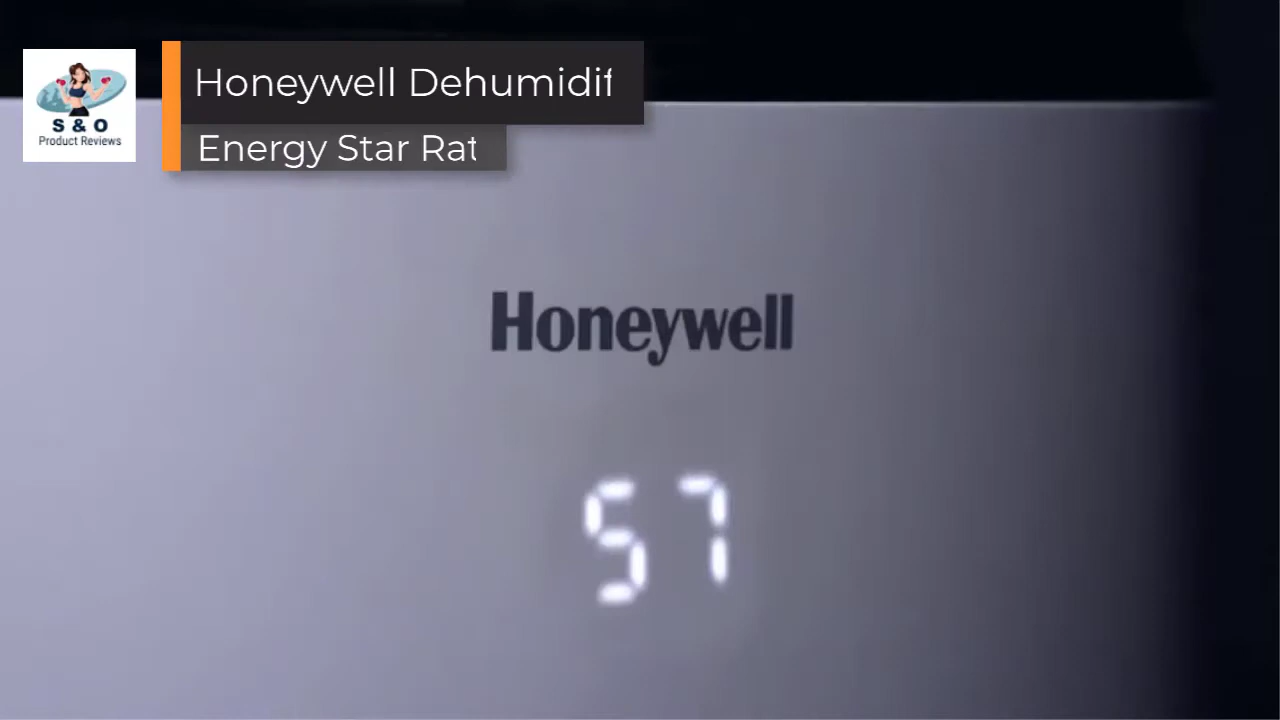 Honeywell Dehumidif
Energy Star Rat
S & O
Product Reviews
Honeywell
57